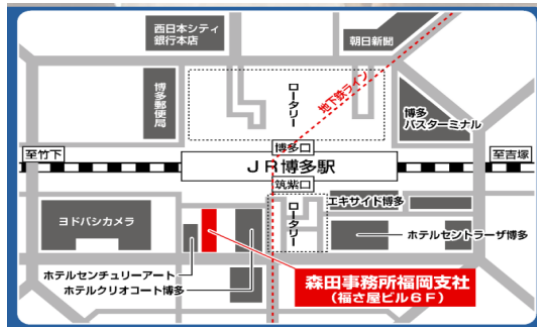 西日本シティ
銀行本店
朝日新聞
博多郵便局
ロータリー
地下鉄ライン
博多
バスターミナル
博多口
至竹下
JR博多駅
至吉塚
筑紫口
ヨドバシカメラ
ロータリー
エキサイド博多
ホテルセントラーザ博多
ホテルセンチュリーアート
ホテルクリオコート博多
森田事務所福岡支社
(福さ屋ビル6F)